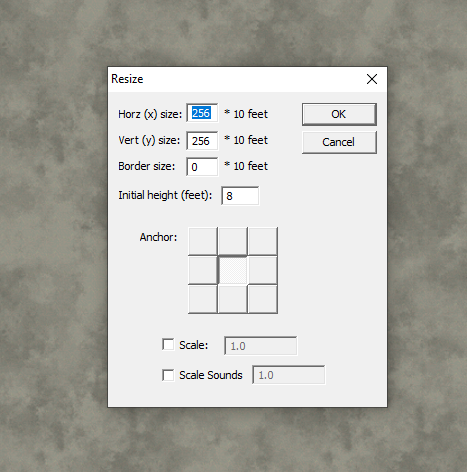 Resize
Horz (x) size: 256 * 10 feet OK
Vert (y) size: 256 * 10 feet Cancel
Border size: 0 * 10 feet
Initial height (feet): 8
Anchor:
Scale: 1.0
Scale Sounds 1.0